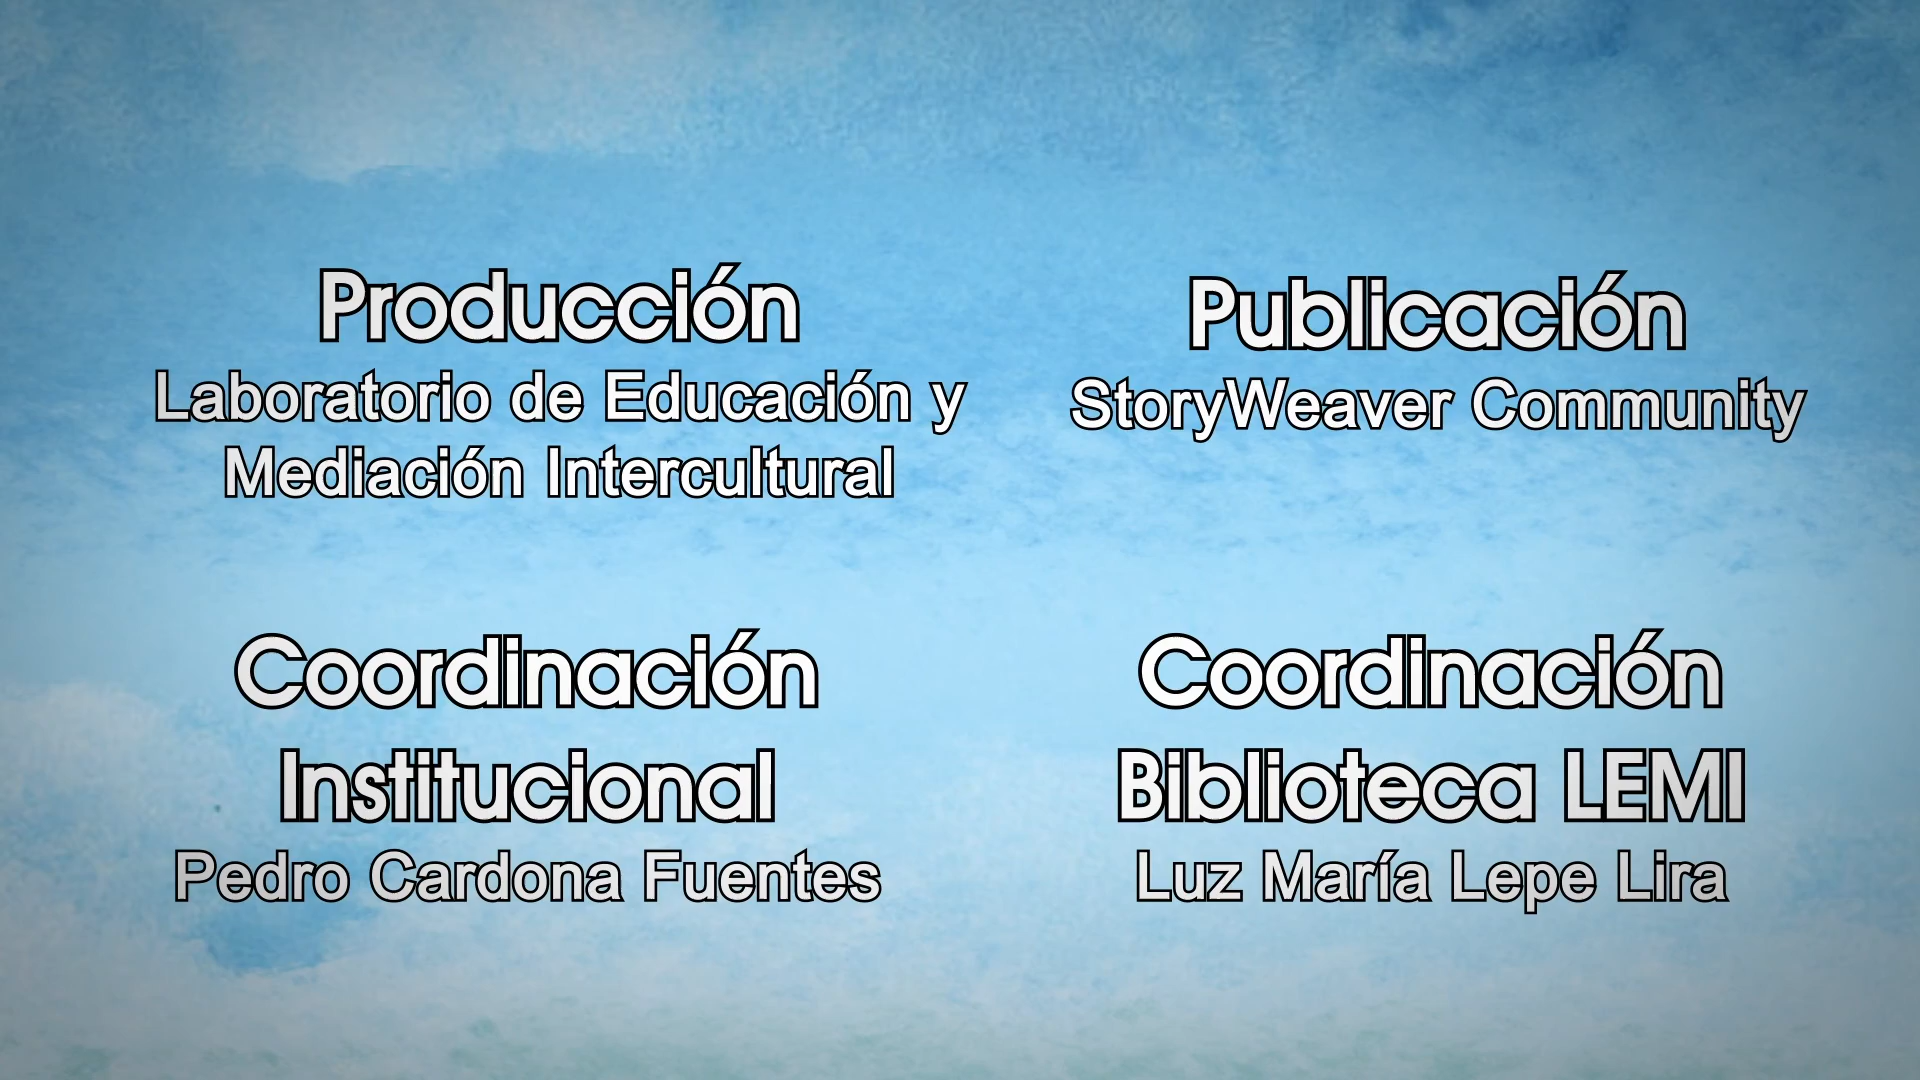 Producción
Laboratorio de Educación y
Mediación Intercultural
Publicación
StoryWeaver Community
Coordinación
Institucional
Pedro Cardona Fuentes
Coordinación
Biblioteca LEMI
Luz María Lepe Lira